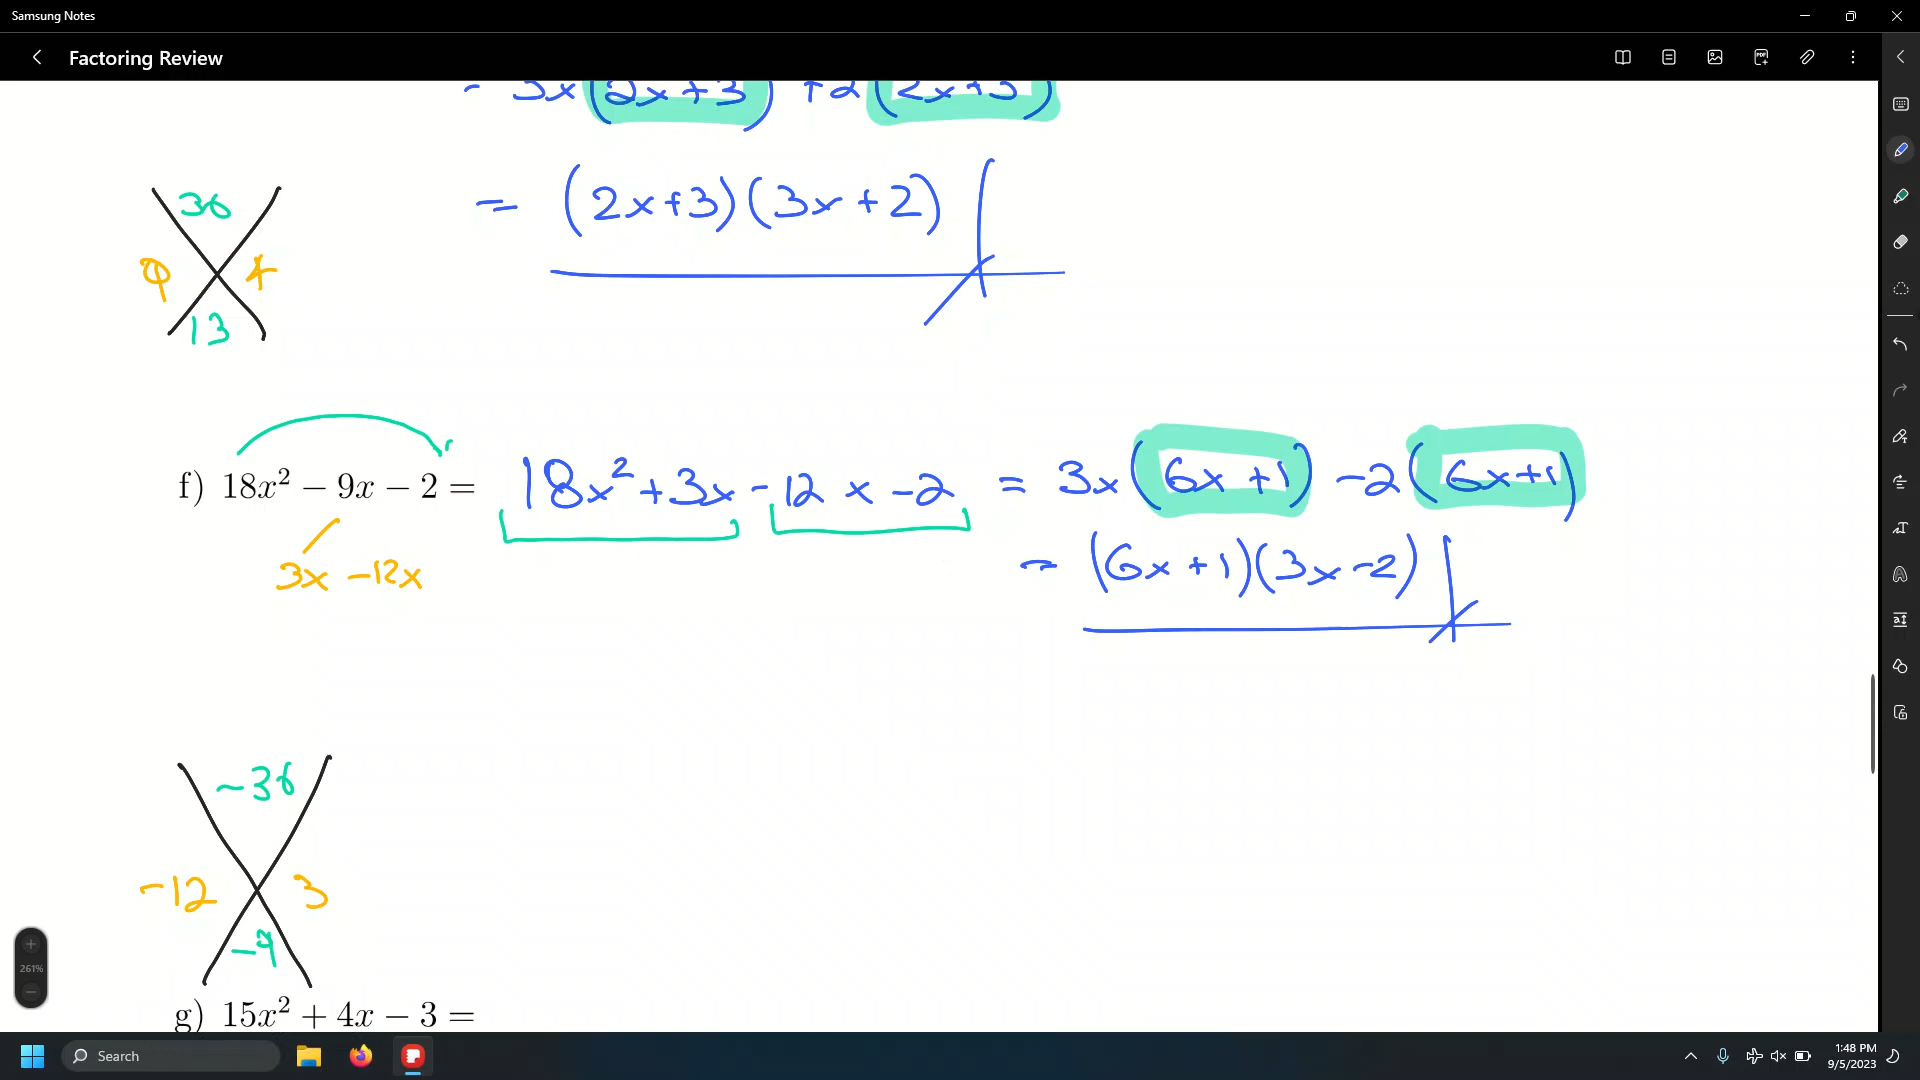 Samsung Notes
Factoring Review
= 3x(2x+3) +2(2x+3)
= (2x+3)(3x+2)
36
9 4
13
f) 18x² − 9x − 2 = 18x²+3x-12x-2 = 3x(6x+1) -2(6x+1)
3x -12x
= (6x+1)(3x-2)
-36
-12 3
-9
g) 15x² + 4x − 3 =
261%
Search
1:48 PM
9/5/2023